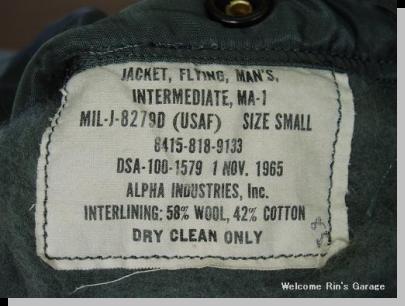 JACKET, FLYING, MAN'S,
INTERMEDIATE, MA-1
MIL-J-8279D (USAF) SIZE SMALL
8415-818-9133
DSA-100-1579 1 NOV. 1965
ALPHA INDUSTRIES, Inc.
INTERLINING: 58% WOOL, 42% COTTON
DRY CLEAN ONLY
Welcome Rin's Garage